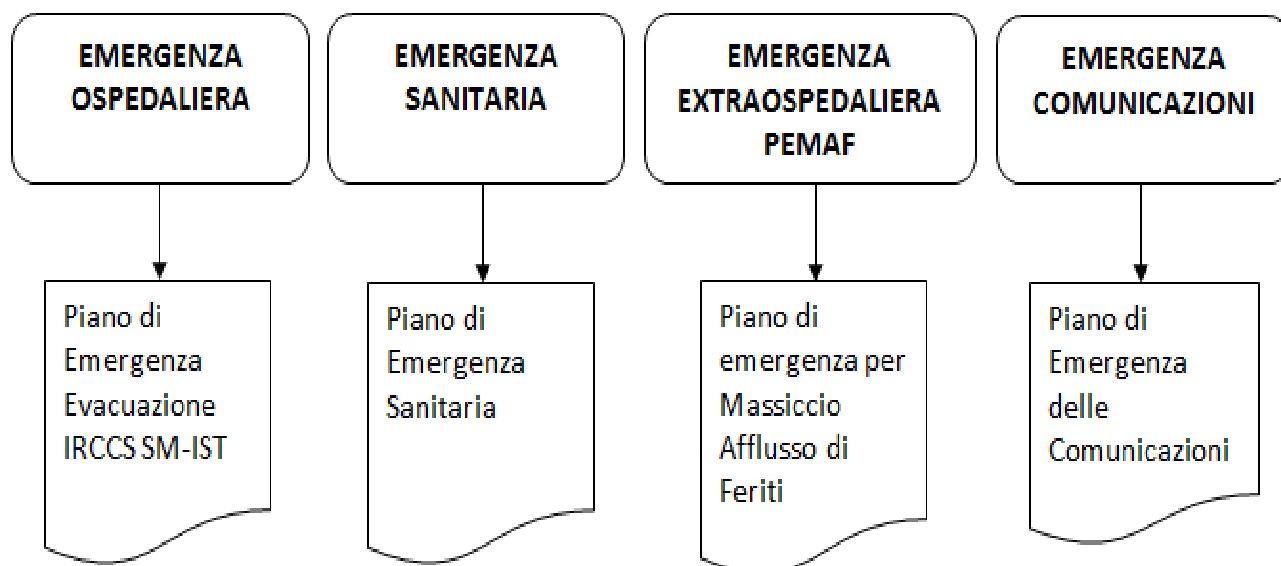 EMERGENZA
OSPEDALIERA
EMERGENZA
SANITARIA
EMERGENZA
EXTRAOSPEDALIERA
PEMAF
EMERGENZA
COMUNICAZIONI
Piano di
Emergenza
Evacuazione
IRCCS SM-IST
Piano di
Emergenza
Sanitaria
Piano di
emergenza per
Massiccio
Afflusso di
Feriti
Piano di
Emergenza
delle
Comunicazioni